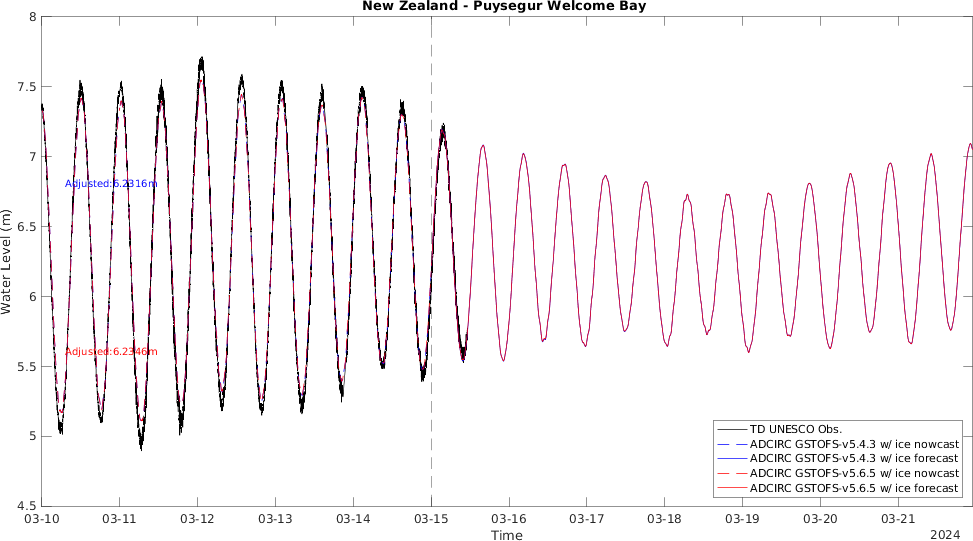 New Zealand - Puysegur Welcome Bay
8
7.5
7
6.5
6
5.5
5
4.5
Water Level (m)
Adjusted:6.2316m
Adjusted:6.2346m
TD UNESCO Obs.
ADCIRC GSTOFS-v5.4.3 w/ ice nowcast
ADCIRC GSTOFS-v5.4.3 w/ ice forecast
ADCIRC GSTOFS-v5.6.5 w/ ice nowcast
ADCIRC GSTOFS-v5.6.5 w/ ice forecast
03-10 03-11 03-12 03-13 03-14 03-15 03-16 03-17 03-18 03-19 03-20 03-21
Time
2024